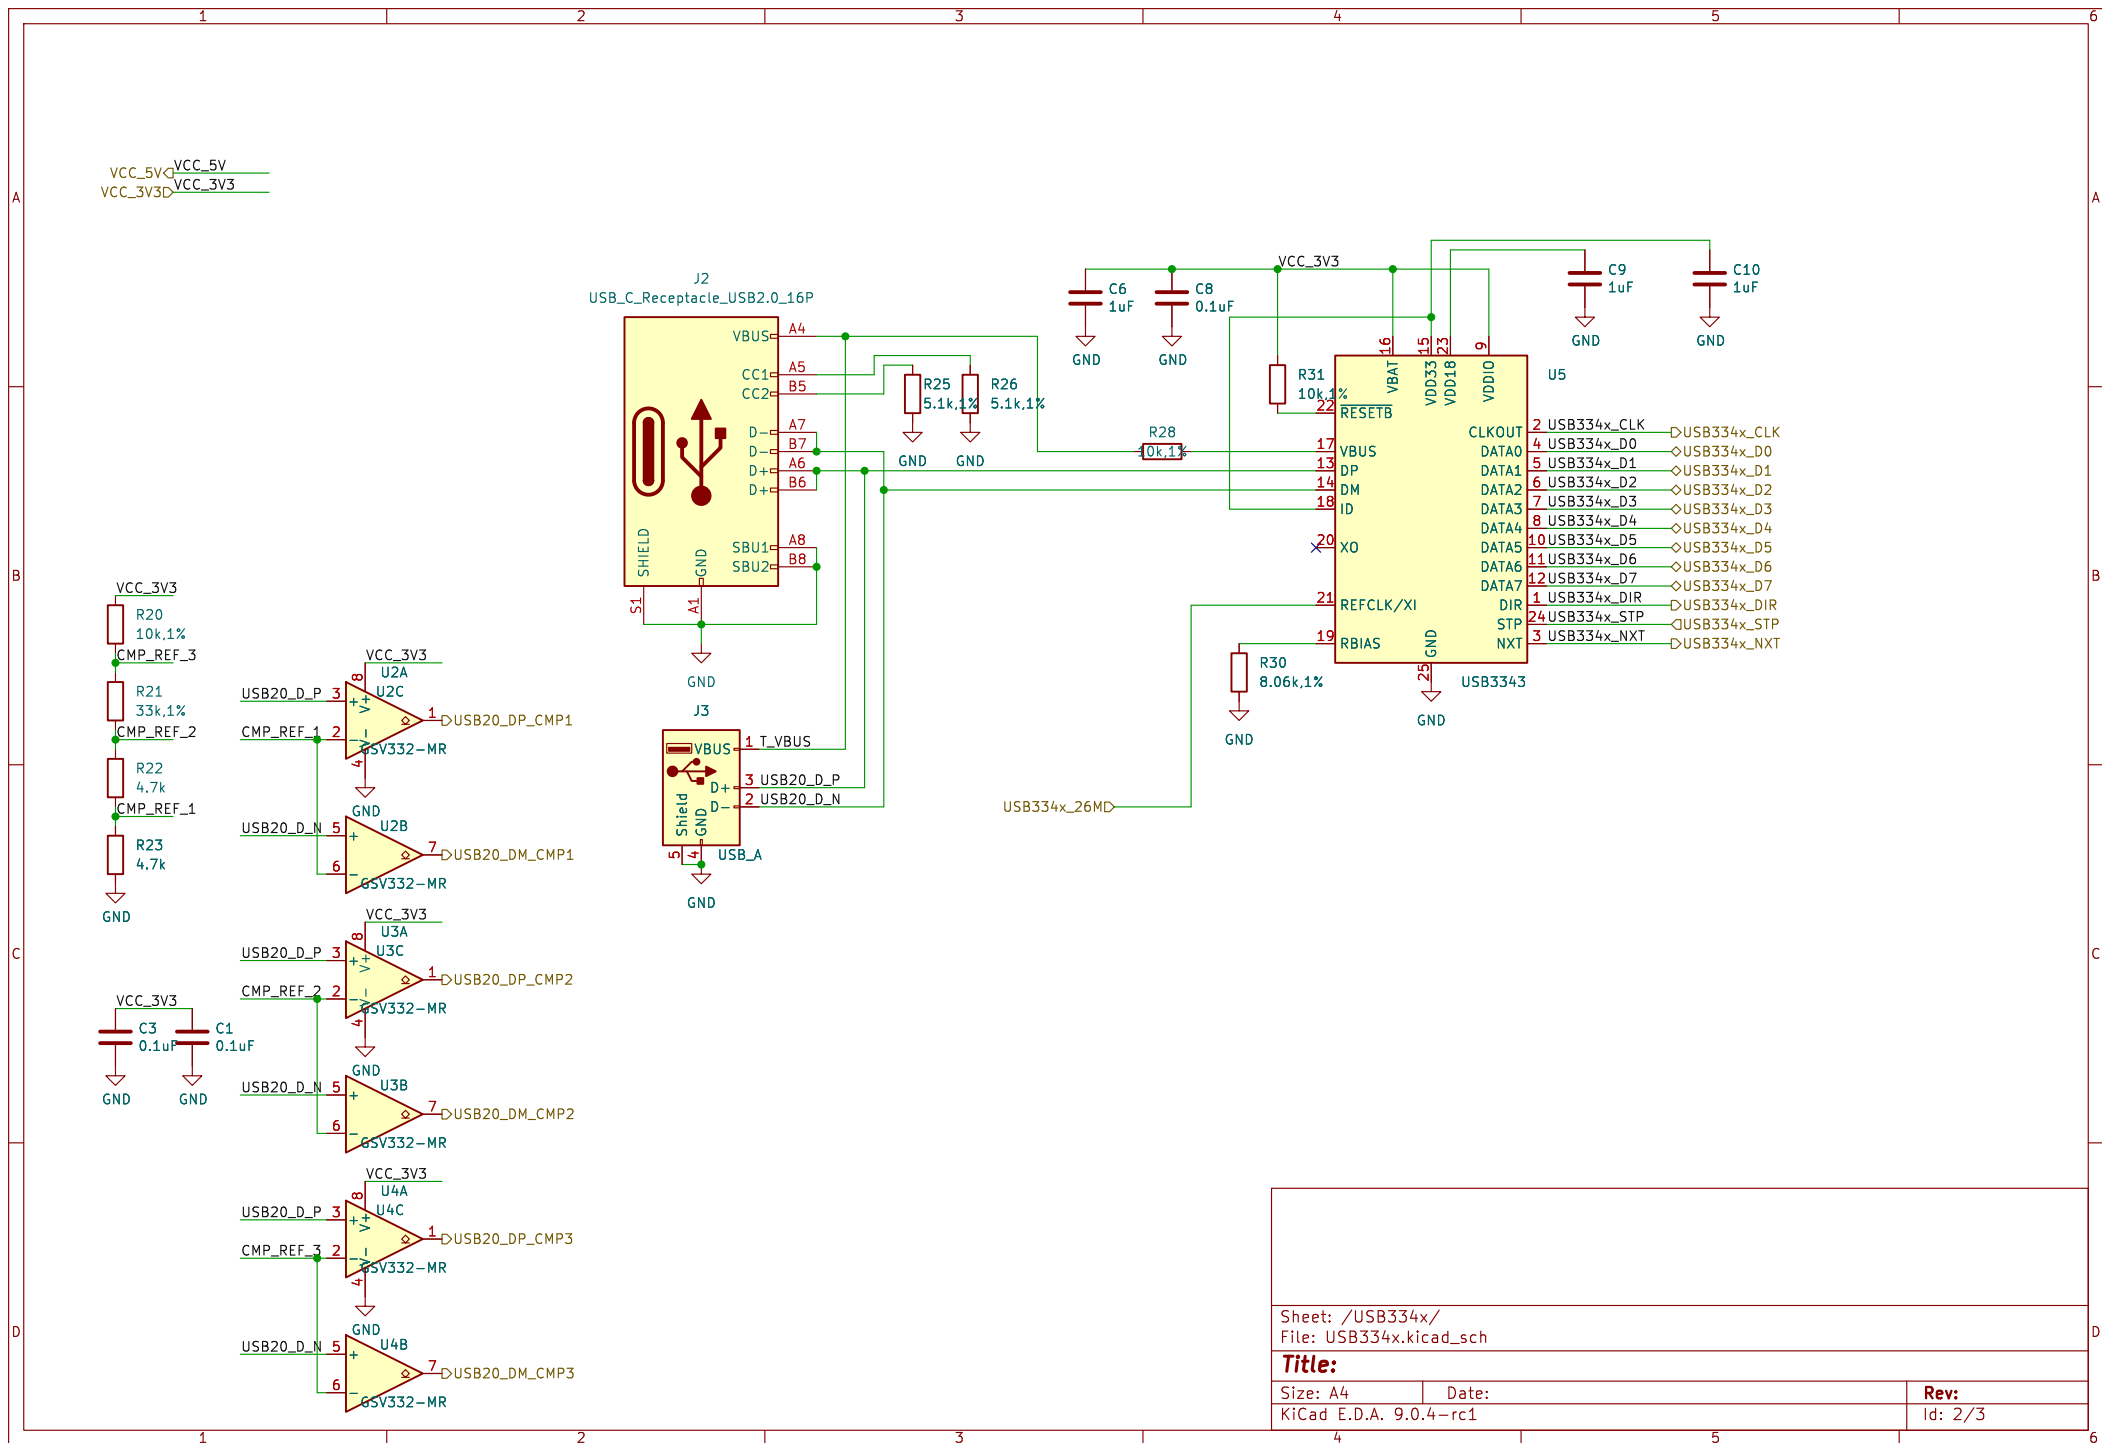 1 2 3 4 5 6
A A
B B
C C
D D
VCC_5V VCC_5V
VCC_3V3 VCC_3V3
J2
USB_C_Receptacle_USB2.0_16P
VBUS A4
CC1 A5
CC2 B5
D- A7
D- B7
D+ A6
D+ B6
SBU1 A8
SBU2 B8
SHIELD GND
S1 A1
GND
R25
5.1k,1%
GND
R26
5.1k,1%
GND
J3
VBUS 1 T_VBUS
D+ 3 USB20_D_P
D- 2 USB20_D_N
Shield GND
5 4
USB_A
GND
VCC_3V3
C6
1uF
GND
C8
0.1uF
GND
C9
1uF
GND
C10
1uF
GND
R31
10k,1%
R28
10k,1%
R30
8.06k,1%
GND
U5
USB3343
16 15 23 9
VBAT VDD33 VDD18 VDDIO
22 RESETB
17 VBUS
13 DP
14 DM
18 ID
20 XO
21 REFCLK/XI
19 RBIAS
GND
25
GND
CLKOUT 2 USB334x_CLK USB334x_CLK
DATA0 4 USB334x_D0 USB334x_D0
DATA1 5 USB334x_D1 USB334x_D1
DATA2 6 USB334x_D2 USB334x_D2
DATA3 7 USB334x_D3 USB334x_D3
DATA4 8 USB334x_D4 USB334x_D4
DATA5 10 USB334x_D5 USB334x_D5
DATA6 11 USB334x_D6 USB334x_D6
DATA7 12 USB334x_D7 USB334x_D7
DIR 1 USB334x_DIR USB334x_DIR
STP 24 USB334x_STP USB334x_STP
NXT 3 USB334x_NXT USB334x_NXT
USB334x_26M
VCC_3V3
R20
10k,1%
CMP_REF_3
R21
33k,1%
CMP_REF_2
R22
4.7k
CMP_REF_1
R23
4.7k
GND
VCC_3V3
C3
0.1uF
GND
C1
0.1uF
GND
VCC_3V3
U2A
U2C
USB20_D_P 3 + 8 V+
CMP_REF_1 2 - V- 4
1 USB20_DP_CMP1
GSV332-MR
GND
U2B
USB20_D_N 5 +
6 -
7 USB20_DM_CMP1
GSV332-MR
VCC_3V3
U3A
U3C
USB20_D_P 3 + 8 V+
CMP_REF_2 2 - V- 4
1 USB20_DP_CMP2
GSV332-MR
GND
U3B
USB20_D_N 5 +
6 -
7 USB20_DM_CMP2
GSV332-MR
VCC_3V3
U4A
U4C
USB20_D_P 3 + 8 V+
CMP_REF_3 2 - V- 4
1 USB20_DP_CMP3
GSV332-MR
GND
U4B
USB20_D_N 5 +
6 -
7 USB20_DM_CMP3
GSV332-MR
Sheet: /USB334x/
File: USB334x.kicad_sch
Title:
Size: A4 Date: Rev:
KiCad E.D.A. 9.0.4-rc1 Id: 2/3
1 2 3 4 5 6